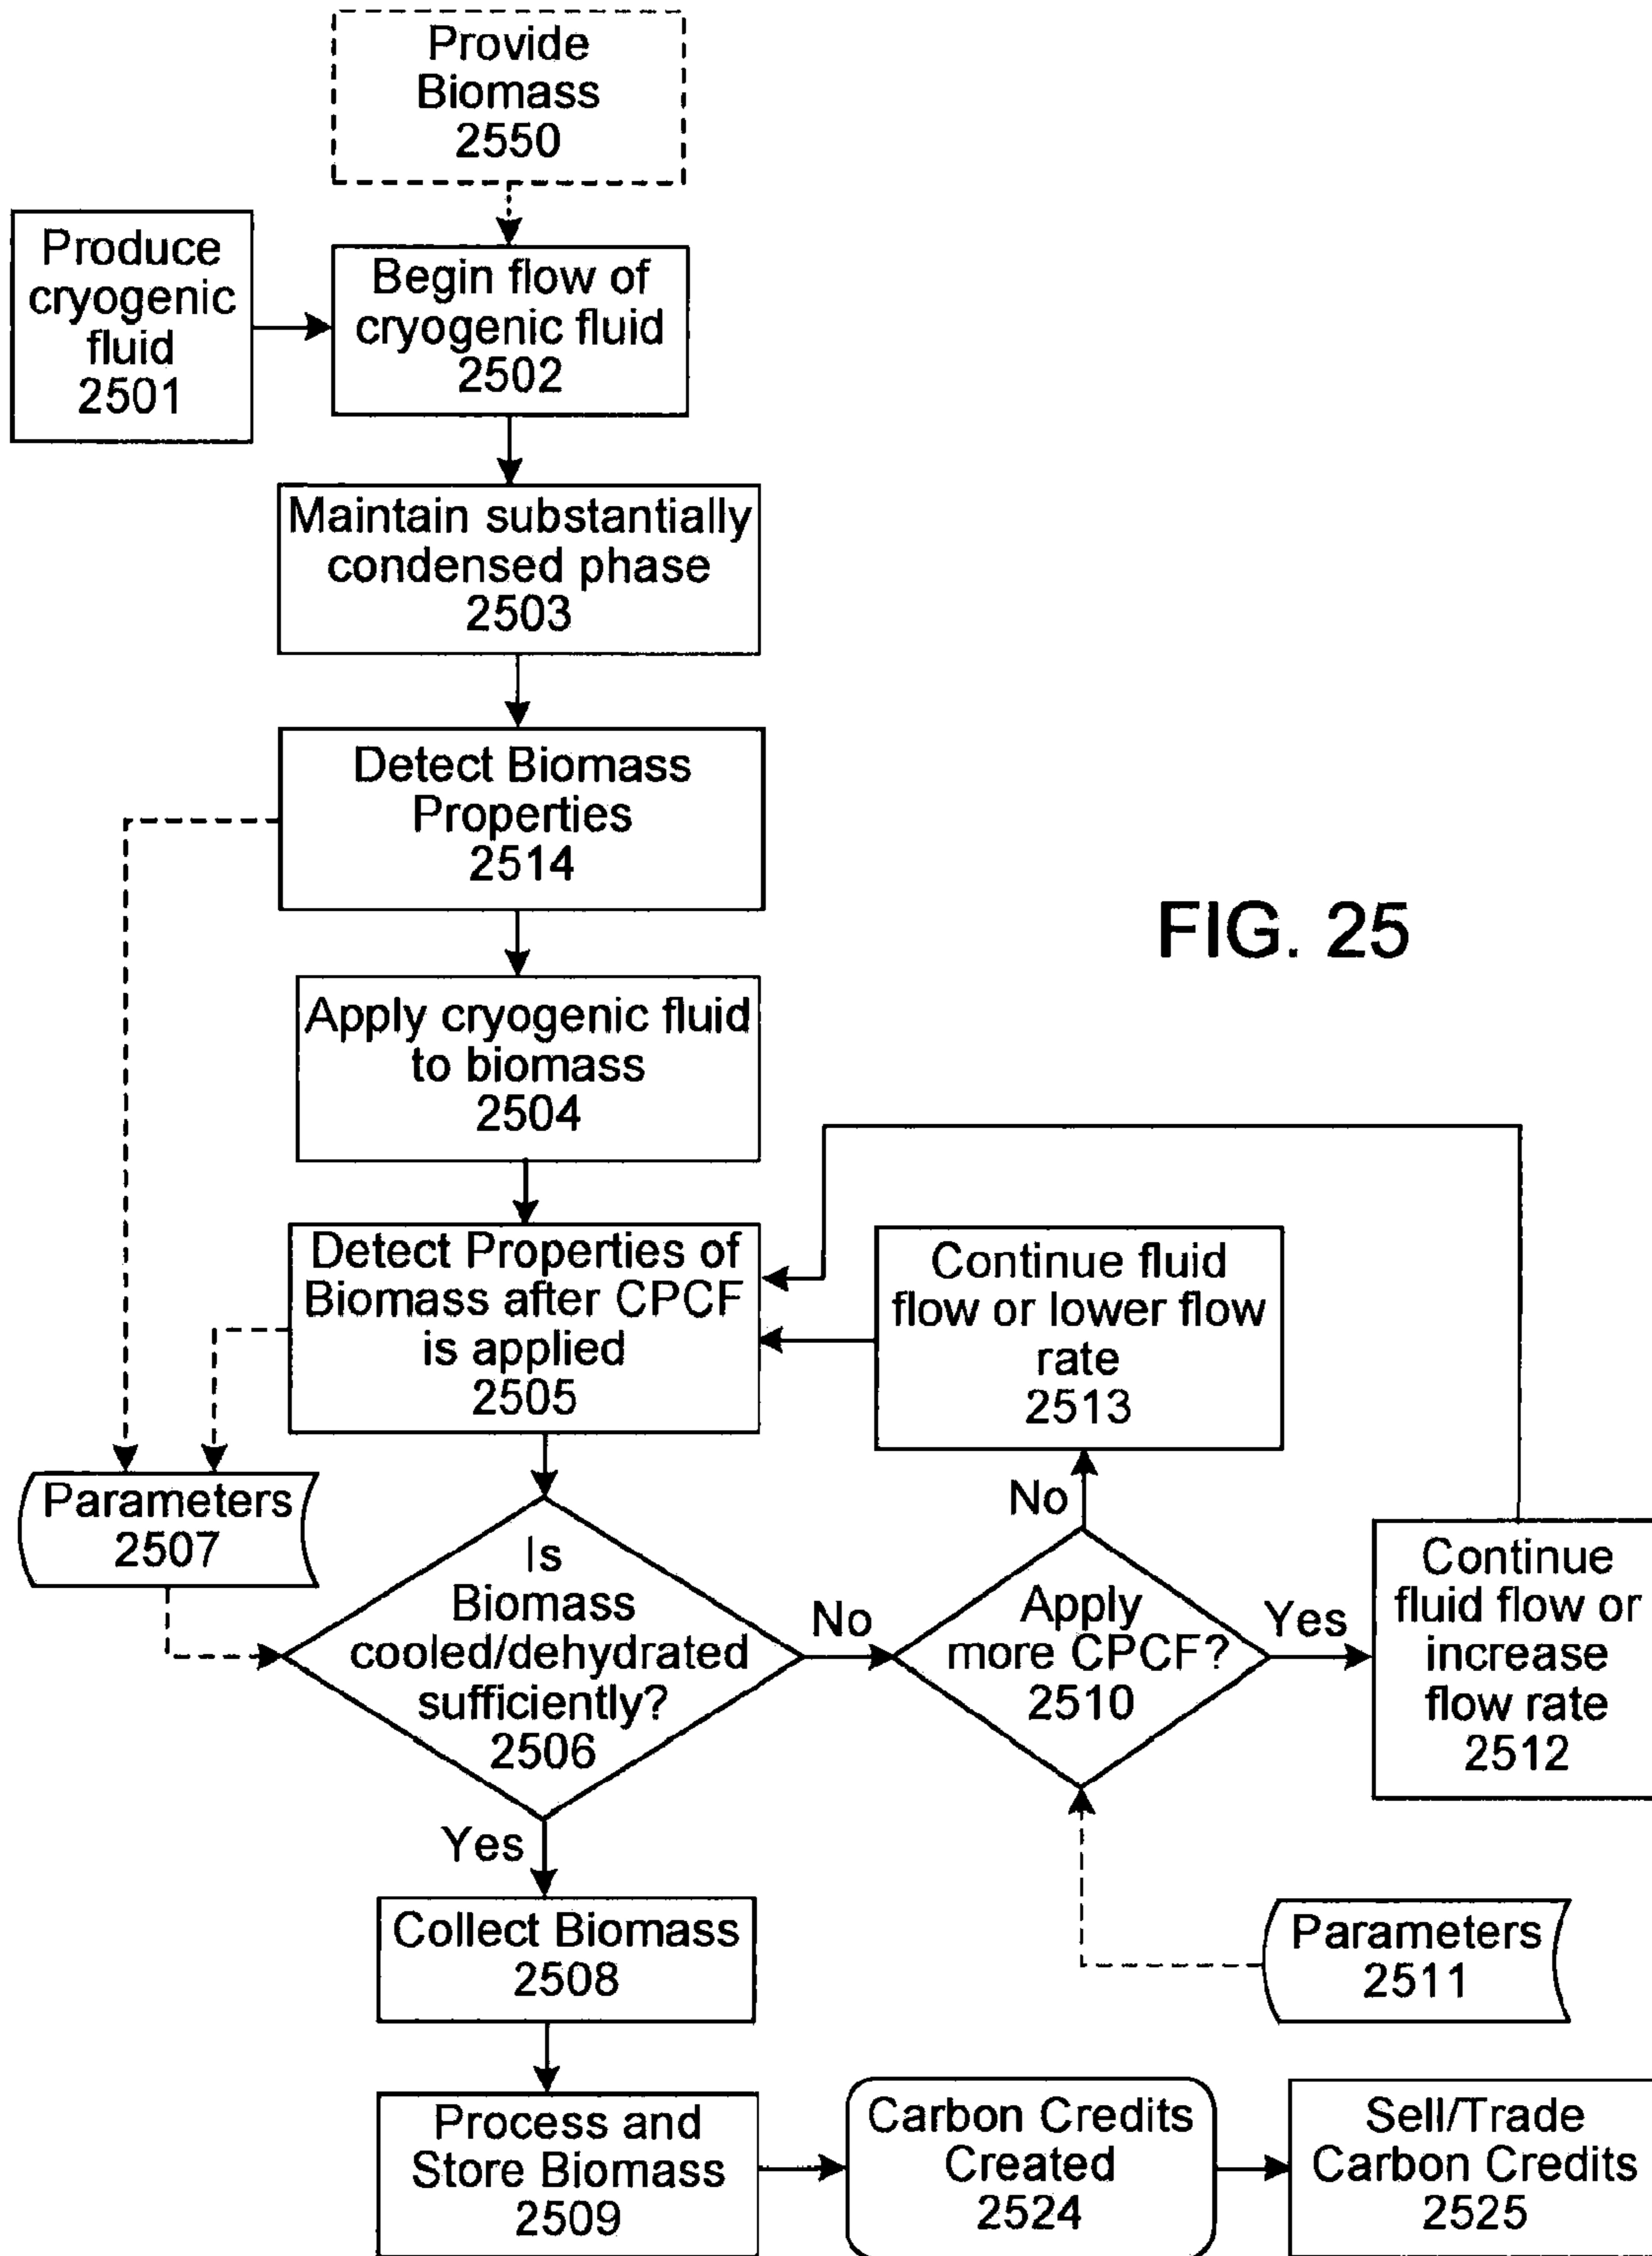 Provide
Biomass
2550
Produce
cryogenic
fluid
2501
Begin flow of
cryogenic fluid
2502
Maintain substantially
condensed phase
2503
Detect Biomass
Properties
2514
FIG. 25
Apply cryogenic fluid
to biomass
2504
Detect Properties of
Biomass after CPCF
is applied
2505
Continue fluid
flow or lower flow
rate
2513
Parameters
2507
Is
Biomass
cooled/dehydrated
sufficiently?
2506
No
Apply
more CPCF?
2510
No
Yes
Continue
fluid flow or
increase
flow rate
2512
Yes
Collect Biomass
2508
Parameters
2511
Process and
Store Biomass
2509
Carbon Credits
Created
2524
Sell/Trade
Carbon Credits
2525